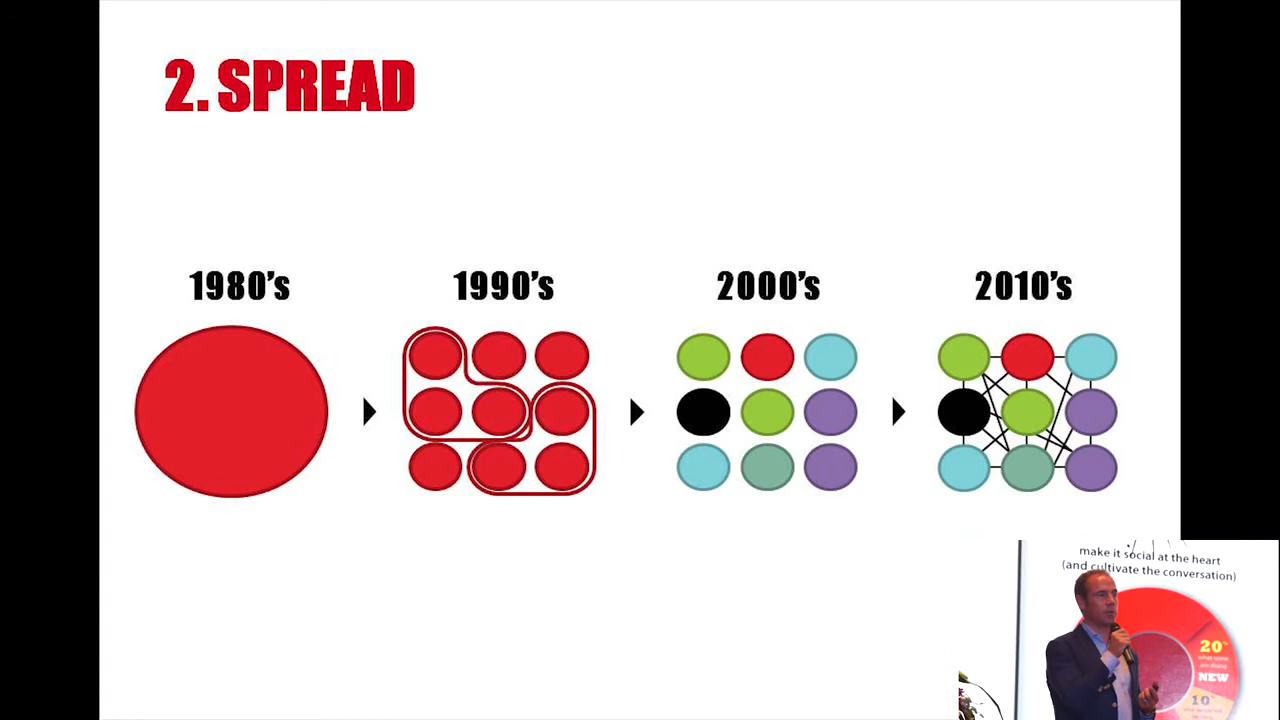 2. SPREAD
1980's
1990's
2000's
2010's
make it social at the heart
(and cultivate the conversation)
20%
NEW
10%